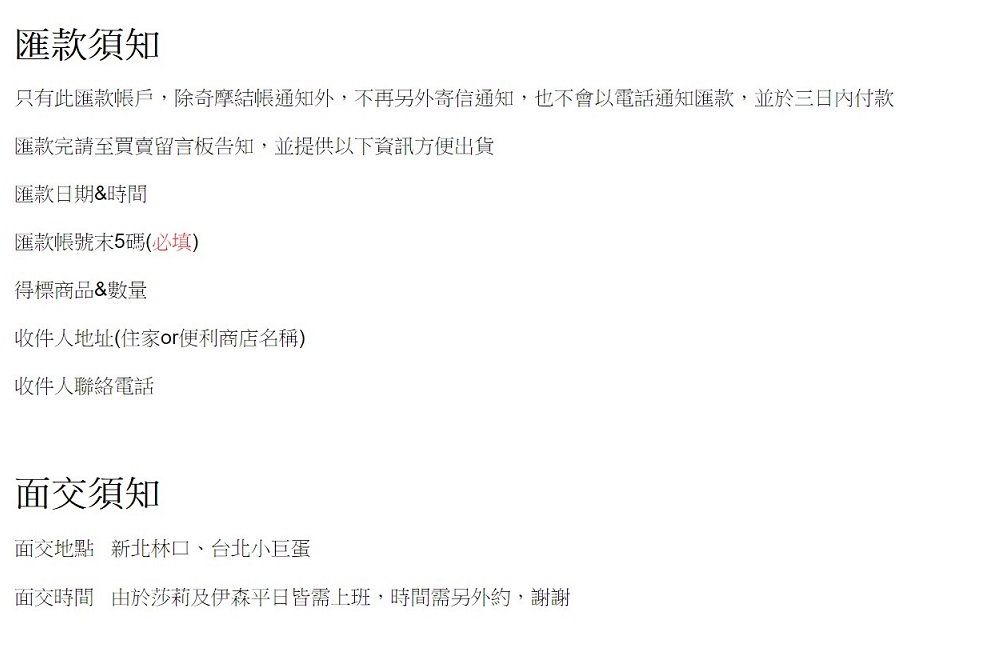 匯款須知
只有此匯款帳戶，除奇摩結帳通知外，不再另外寄信通知，也不會以電話通知匯款，並於三日內付款
匯款完請至買賣留言板告知，並提供以下資訊方便出貨
匯款日期&時間
匯款帳號末5碼(必填)
得標商品&數量
收件人地址(住家or便利商店名稱)
收件人聯絡電話
面交須知
面交地點 新北林口、台北小巨蛋
面交時間 由於莎莉及伊森平日皆需上班，時間需另外約，謝謝